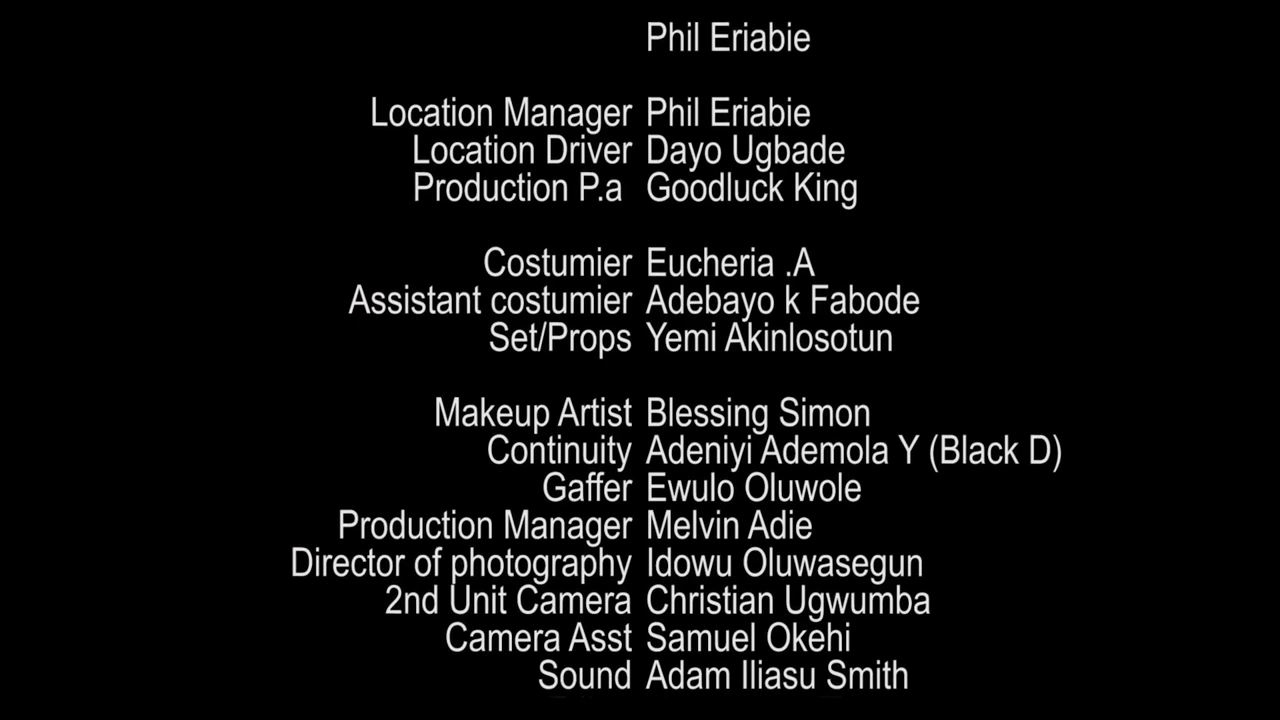 Phil Eriabie
Location Manager Phil Eriabie
Location Driver Dayo Ugbade
Production P.a Goodluck King
Costumier Eucheria .A
Assistant costumier Adebayo k Fabode
Set/Props Yemi Akinlosotun
Makeup Artist Blessing Simon
Continuity Adeniyi Ademola Y (Black D)
Gaffer Ewulo Oluwole
Production Manager Melvin Adie
Director of photography Idowu Oluwasegun
2nd Unit Camera Christian Ugwumba
Camera Asst Samuel Okehi
Sound Adam Iliasu Smith